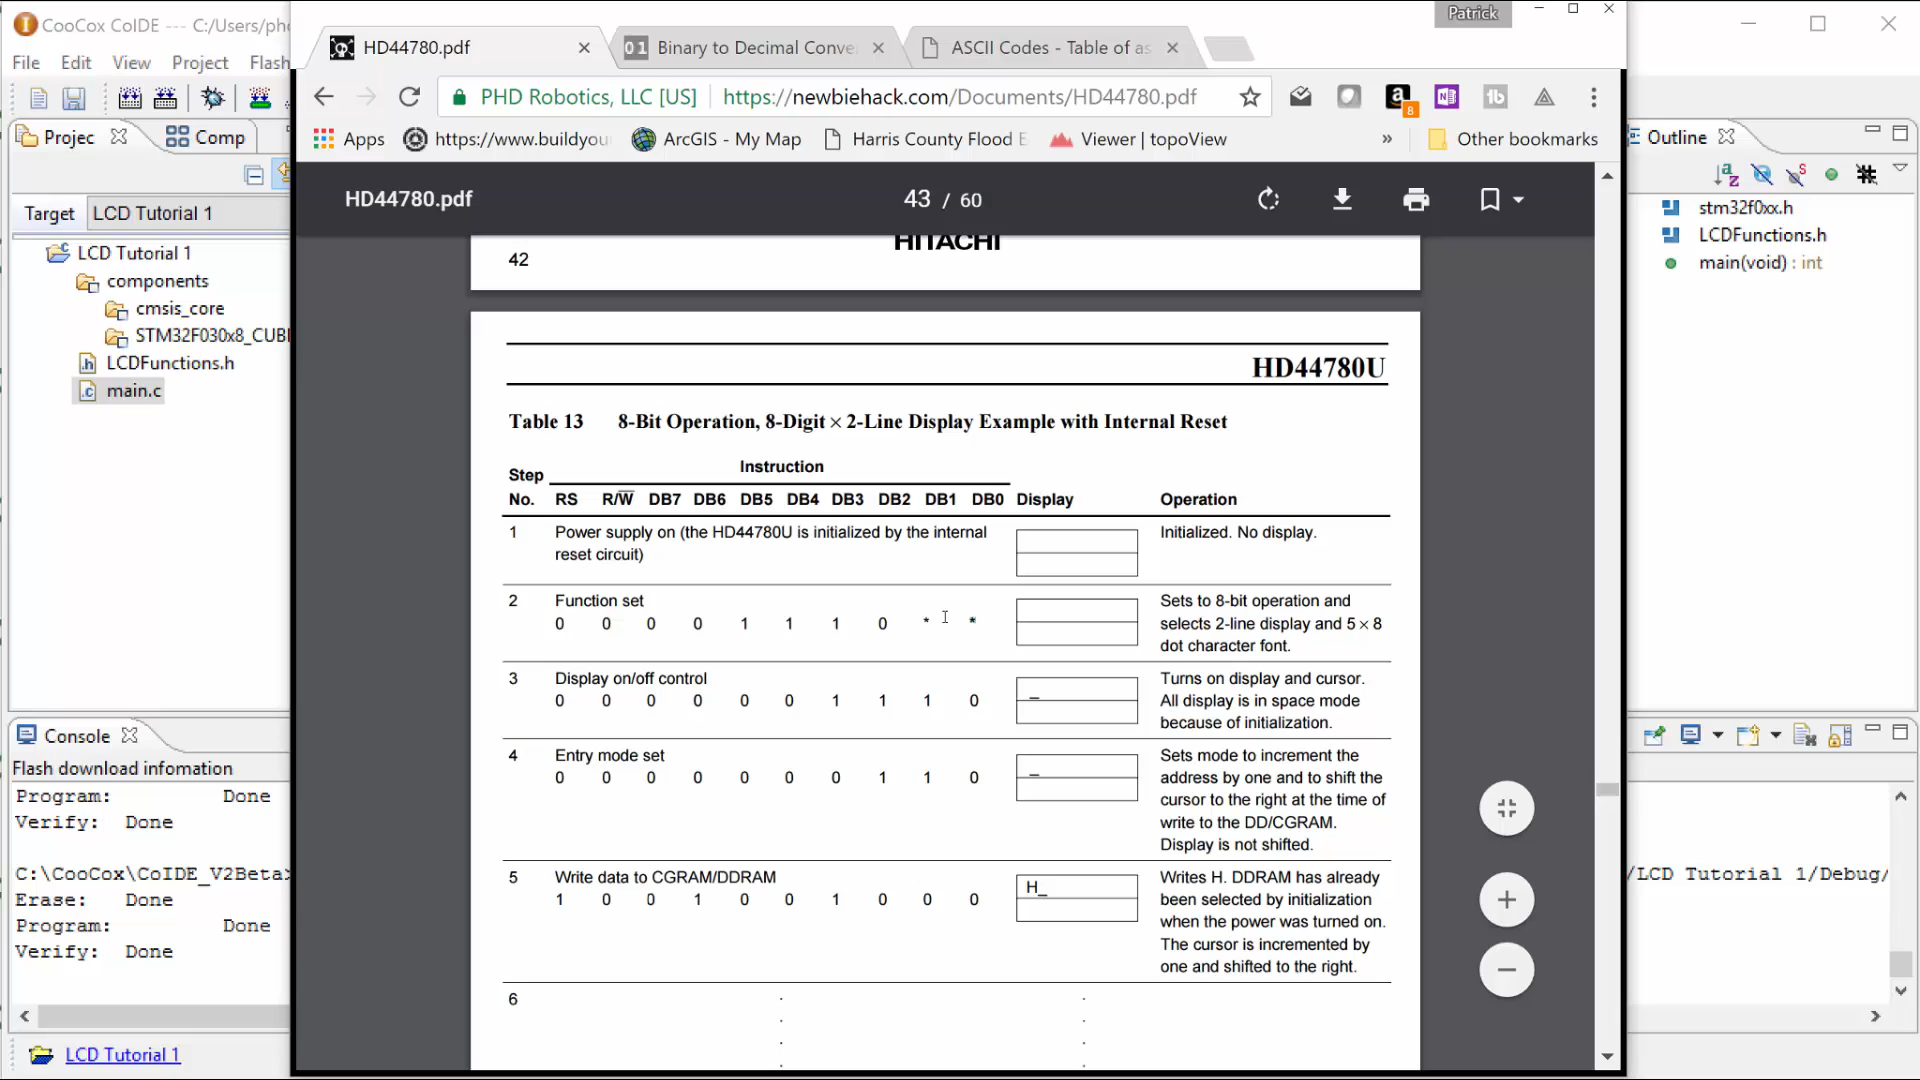 CooCox CoIDE --- C:/Users/pho
Patrick
File Edit View Project Flash
HD44780.pdf
Binary to Decimal Conve
ASCII Codes - Table of as
PHD Robotics, LLC [US] https://newbiehack.com/Documents/HD44780.pdf
Apps https://www.buildyou ArcGIS - My Map Harris County Flood E Viewer | topoView » Other bookmarks
Projec Comp
Outline
HD44780.pdf 43 / 60
Target LCD Tutorial 1
LCD Tutorial 1
components
cmsis_core
STM32F030x8_CUBI
LCDFunctions.h
main.c
stm32f0xx.h
LCDFunctions.h
main(void) : int
HITACHI
42
HD44780U
Table 13 8-Bit Operation, 8-Digit × 2-Line Display Example with Internal Reset
Step Instruction
No. RS R/W̅ DB7 DB6 DB5 DB4 DB3 DB2 DB1 DB0 Display Operation
1 Power supply on (the HD44780U is initialized by the internal reset circuit) Initialized. No display.
2 Function set Sets to 8-bit operation and
0 0 0 0 1 1 1 0 * * selects 2-line display and 5 × 8
dot character font.
3 Display on/off control Turns on display and cursor.
0 0 0 0 0 0 1 1 1 0 _ All display is in space mode
because of initialization.
4 Entry mode set Sets mode to increment the
0 0 0 0 0 0 0 1 1 0 _ address by one and to shift the
cursor to the right at the time of
write to the DD/CGRAM.
Display is not shifted.
5 Write data to CGRAM/DDRAM H_ Writes H. DDRAM has already
1 0 0 1 0 0 1 0 0 0 been selected by initialization
when the power was turned on.
The cursor is incremented by
one and shifted to the right.
6
Console
Flash download infomation
Program: Done
Verify: Done
C:\CooCox\CoIDE_V2Beta> /LCD Tutorial 1/Debug/
Erase: Done
Program: Done
Verify: Done
LCD Tutorial 1